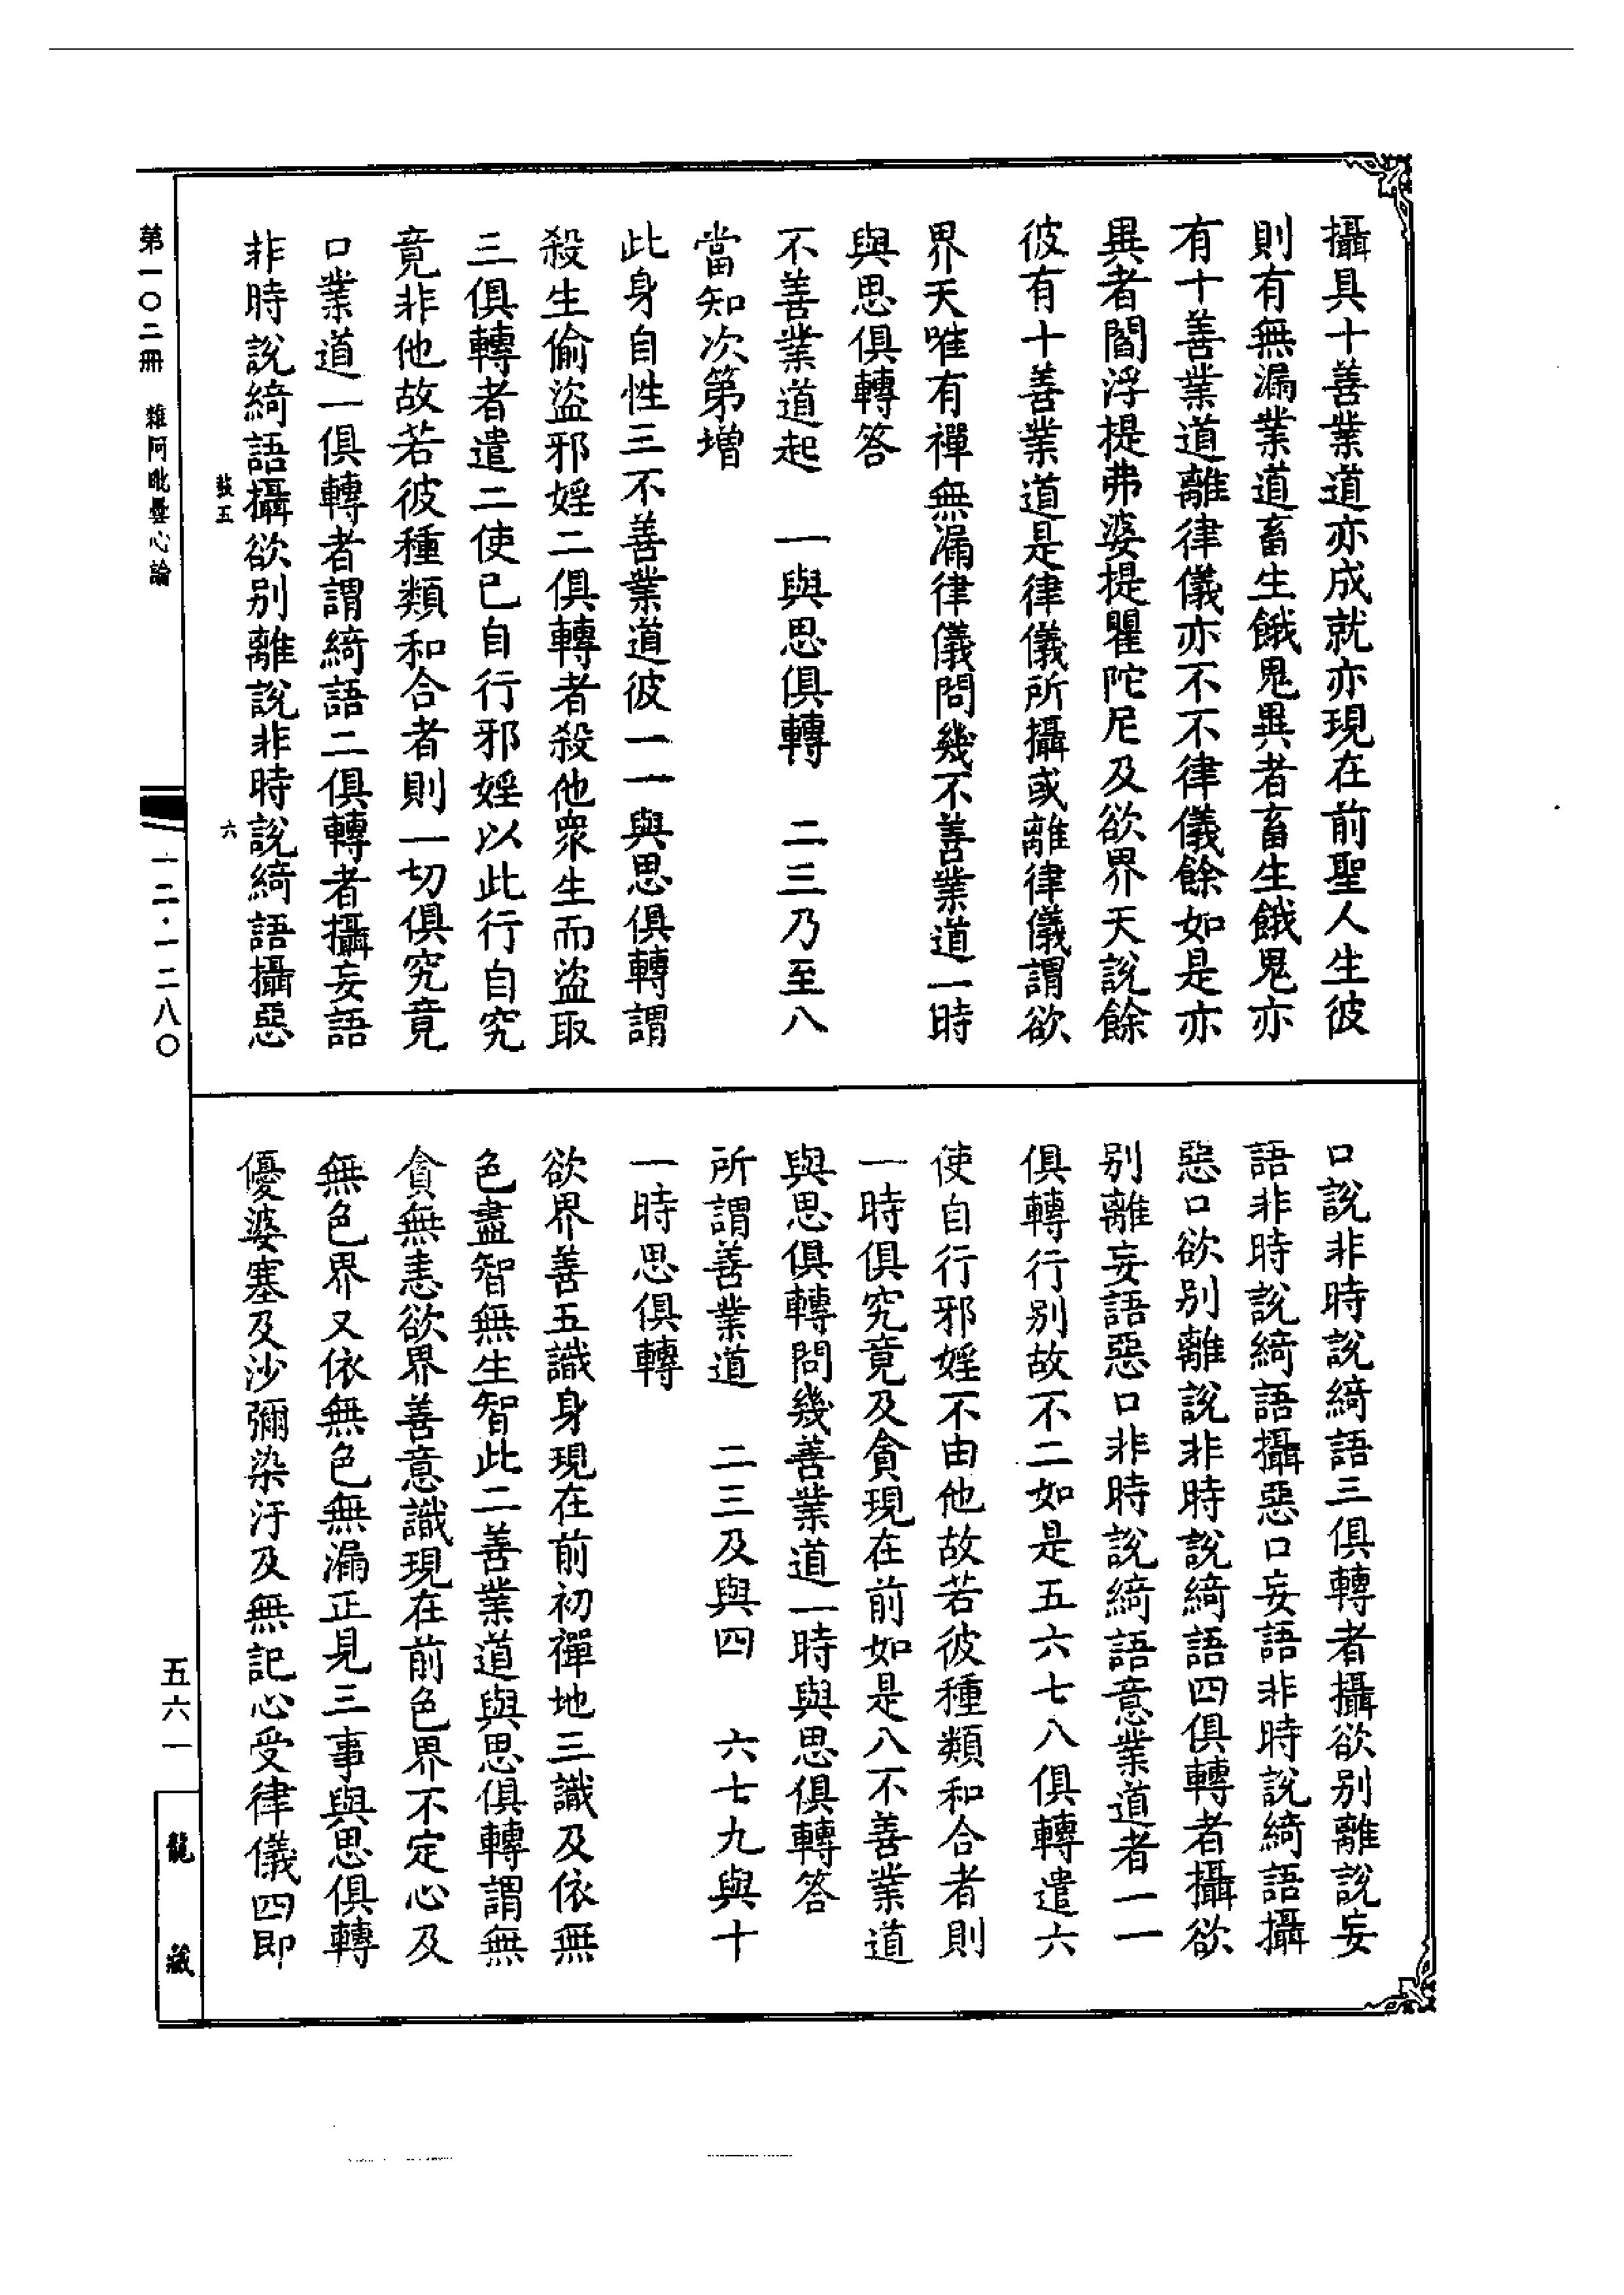 攝具十善業道亦成就亦現在前聖人生彼
則有無漏業道畜生餓鬼異者畜生餓鬼亦
有十善業道離律儀亦不不律儀餘如是亦
異者閻浮提弗婆提瞿陀尼及欲界天說餘
彼有十善業道是律儀所攝或離律儀謂欲
界天唯有禪無漏律儀問幾不善業道一時
與思俱轉答
不善業道起　一與思俱轉　二三乃至八
當知次第增
此身自性三不善業道彼一一與思俱轉謂
殺生偷盜邪婬二俱轉者殺他眾生而盜取
三俱轉者遣二使已自行邪婬以此行自究
竟非他故若彼種類和合者則一切俱究竟
口業道一俱轉者謂綺語二俱轉者攝妄語
非時說綺語攝欲別離說非時說綺語攝惡
口說非時說綺語三俱轉者攝欲別離說妄
語非時說綺語攝惡口妄語非時說綺語攝
惡口欲別離說非時說綺語四俱轉者攝欲
別離妄語惡口非時說綺語意業道者一一
俱轉行別故不二如是五六七八俱轉遣六
使自行邪婬不由他故若彼種類和合者則
一時俱究竟及貪現在前如是八不善業道
與思俱轉問幾善業道一時與思俱轉答
所謂善業道　二三及與四　六七九與十
一時思俱轉
欲界善五識身現在前初禪地三識及依無
色盡智無生智此二善業道與思俱轉謂無
貪無恚欲界善意識現在前色界不定心及
無色界又依無色無漏正見三事與思俱轉
優婆塞及沙彌染汙及無記心受律儀四即
鼓五
六
第一〇二冊　雜阿毗曇心論
一二·一二八〇
五六一
龍藏